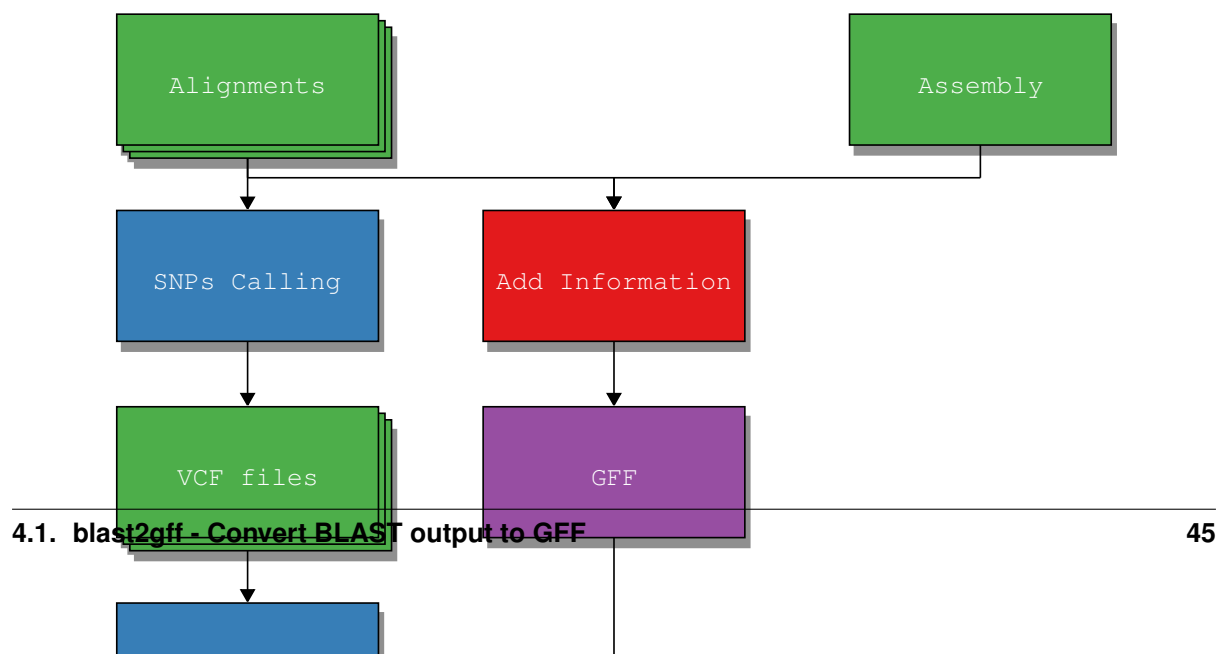 Alignments
Assembly
SNPs Calling
Add Information
VCF files
GFF
4.1. blast2gff - Convert BLAST output to GFF
45